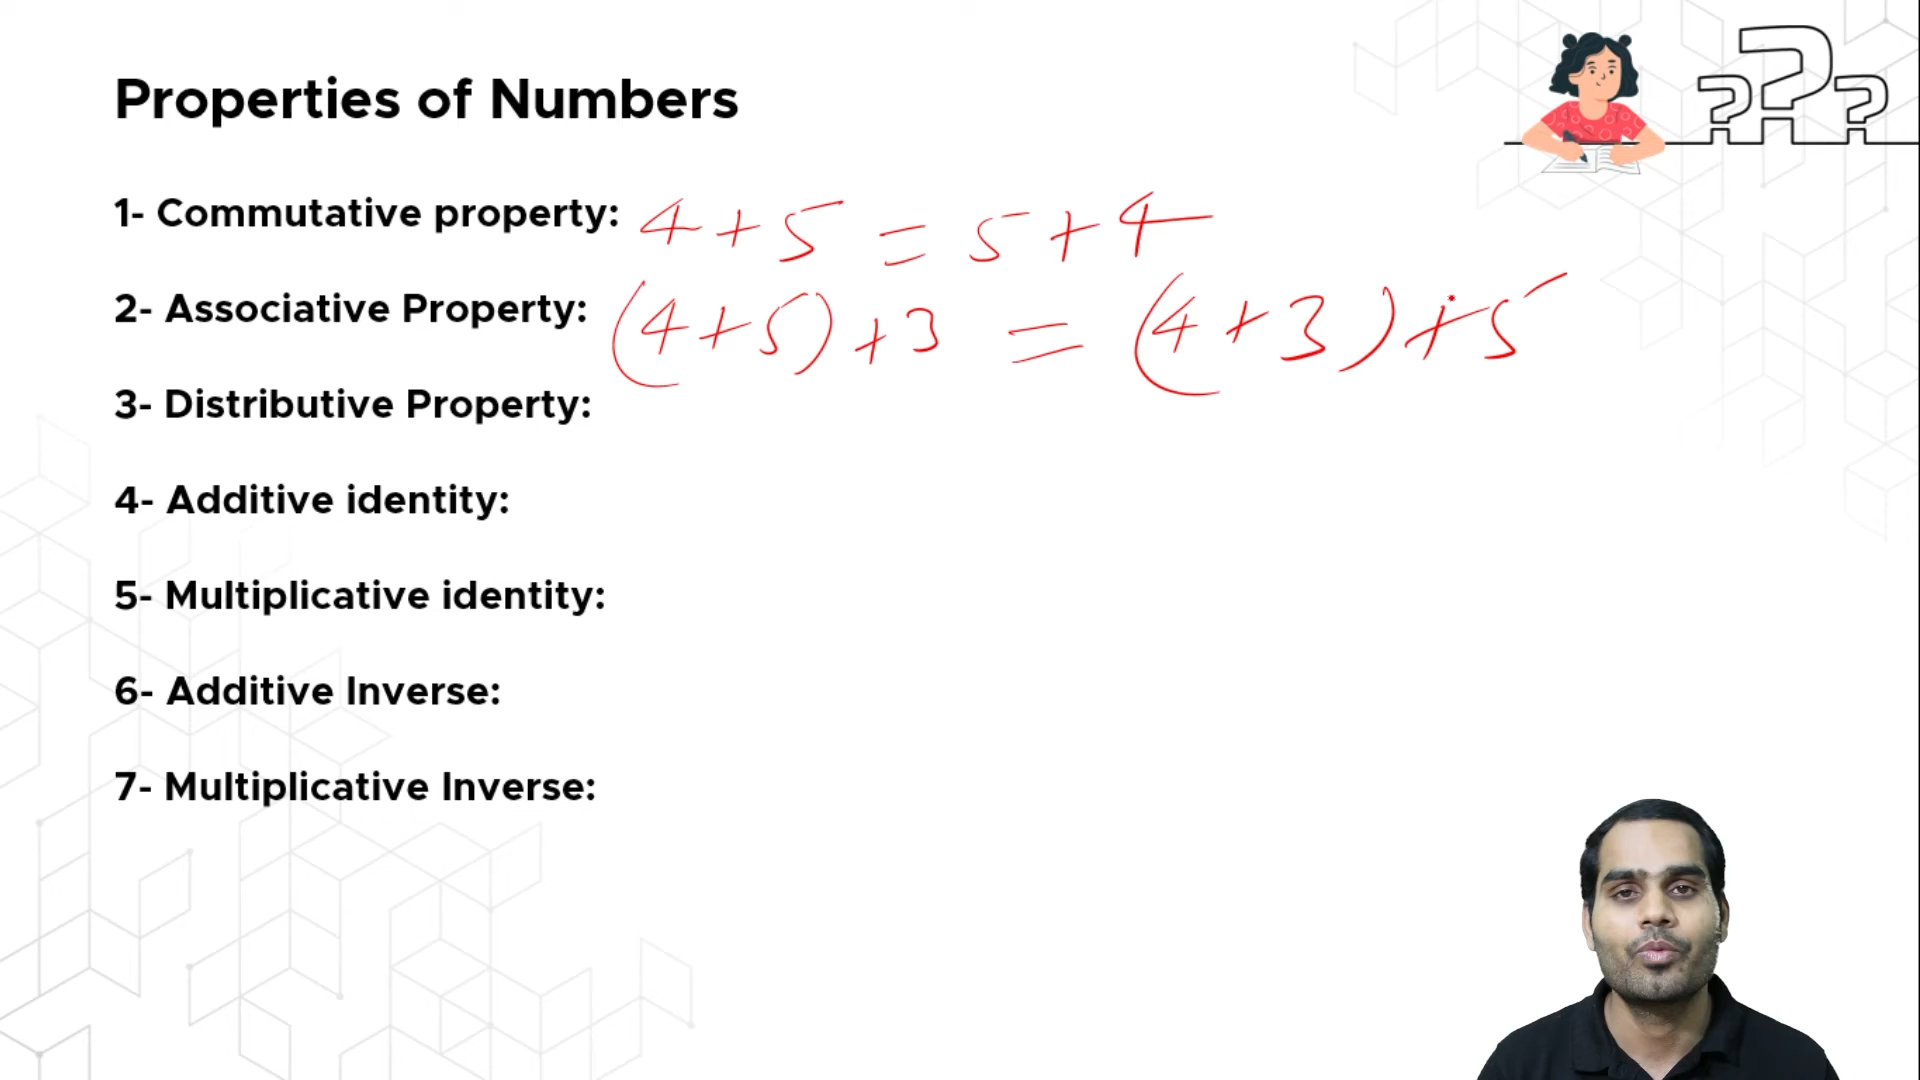 Properties of Numbers
1- Commutative property: 4+5 = 5+4
2- Associative Property: (4+5)+3 = (4+3)+5
3- Distributive Property:
4- Additive identity:
5- Multiplicative identity:
6- Additive Inverse:
7- Multiplicative Inverse:
???